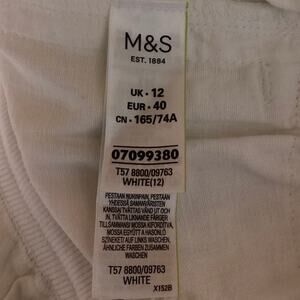 M&S
EST. 1884
UK - 12
EUR - 40
CN - 165/74A
07099380
T57 8800/09763
WHITE(12)
PESTÄÄN NURINPÄIN, PESTÄÄN
YHDESSÄ SAMANVÄRISTEN
KANSSA/TVÄTTAS VÄND UT OCH
IN, TVÄTTA LIKNANDE FÄRGER
TILLSAMMANS/ MOSSA KIFORDÍTVA,
MOSSA EGYÜTT A HASONLÓ
SZÍNEKET/ AUF LINKS WASCHEN,
ÄHNLICHE FARBEN ZUSAMMEN
WASCHEN
T57 8800/09763
WHITE
X152B